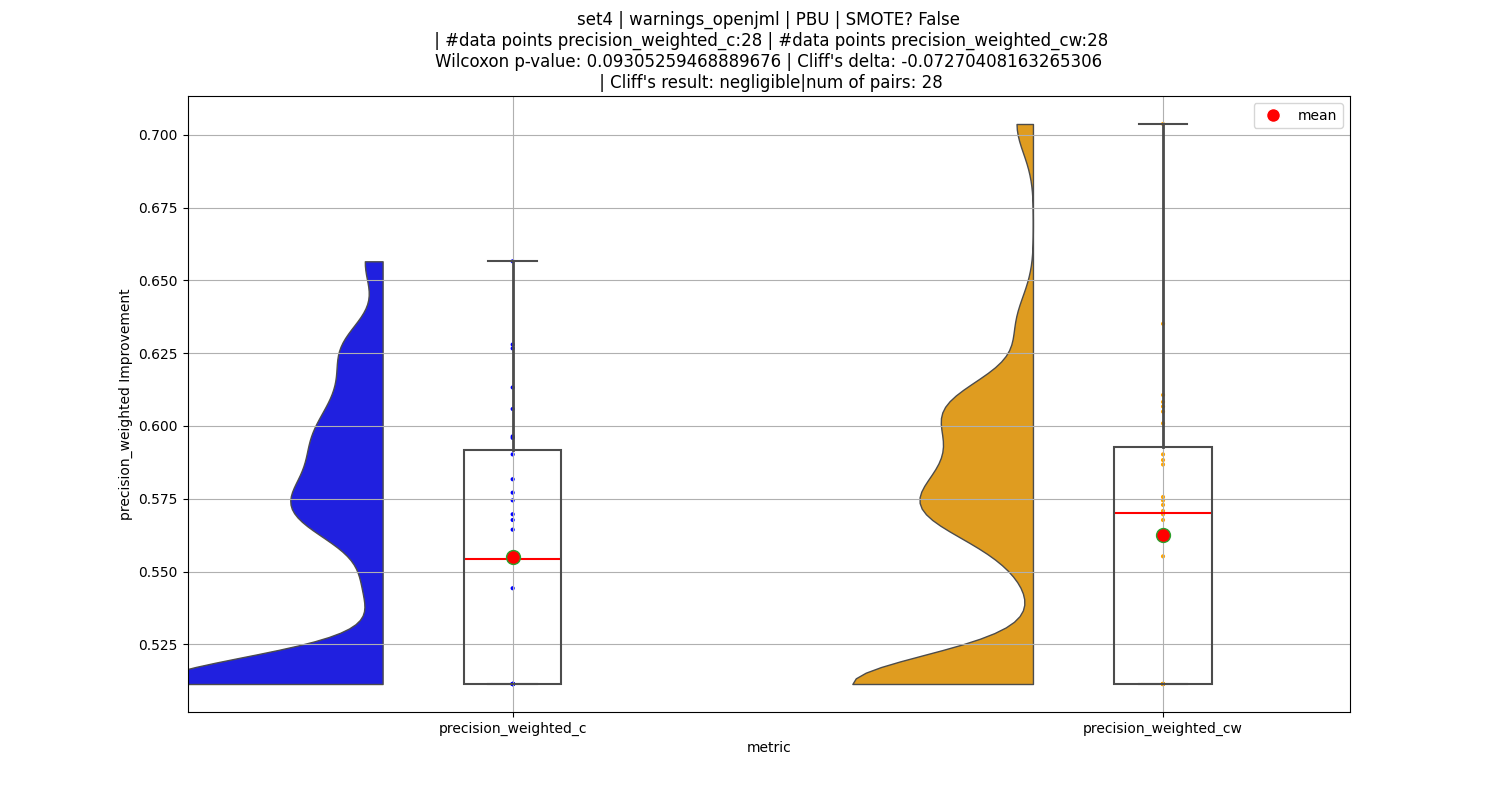 set4 | warnings_openjml | PBU | SMOTE? False
| #data points precision_weighted_c:28 | #data points precision_weighted_cw:28
Wilcoxon p-value: 0.09305259468889676 | Cliff's delta: -0.07270408163265306
| Cliff's result: negligible|num of pairs: 28
mean
0.700
0.675
0.650
0.625
0.600
0.575
0.550
0.525
precision_weighted Improvement
precision_weighted_c
precision_weighted_cw
metric